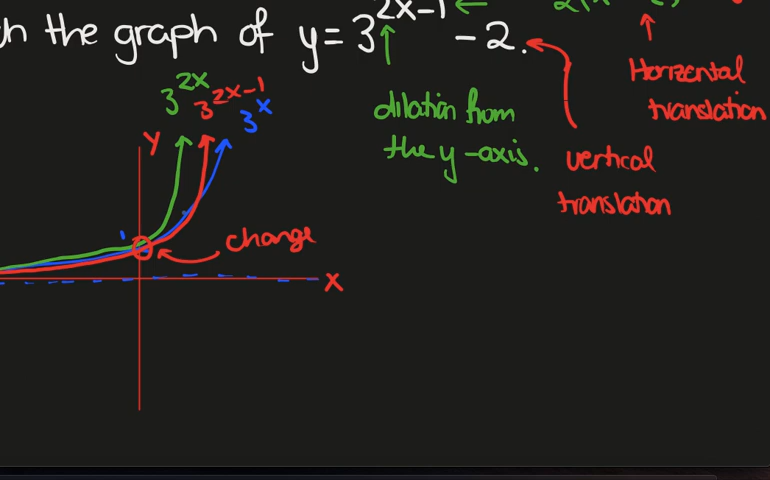 the graph of y = 3^{2x-1} - 2.
Horizental
translation
dilation from
the y-axis.
vertical
translation
3^{2x}
3^{2x-1}
3^x
y
change
x